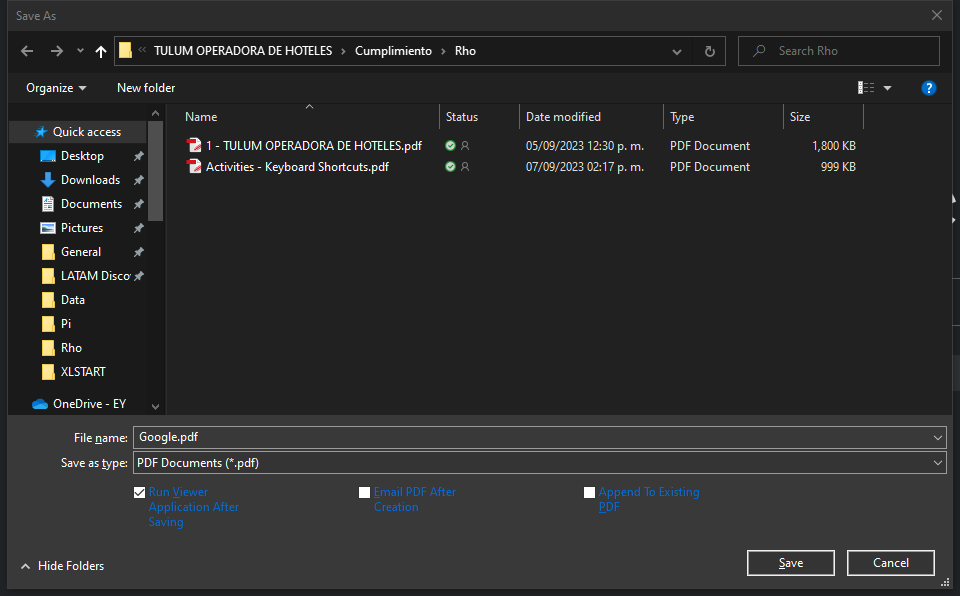 Save As
TULUM OPERADORA DE HOTELES › Cumplimiento › Rho
Search Rho
Organize
New folder
Name Status Date modified Type Size
1 - TULUM OPERADORA DE HOTELES.pdf 05/09/2023 12:30 p. m. PDF Document 1,800 KB
Activities - Keyboard Shortcuts.pdf 07/09/2023 02:17 p. m. PDF Document 999 KB
Quick access
Desktop
Downloads
Documents
Pictures
General
LATAM Disco
Data
Pi
Rho
XLSTART
OneDrive - EY
File name: Google.pdf
Save as type: PDF Documents (*.pdf)
Run Viewer
Application After
Saving
Email PDF After
Creation
Append To Existing
PDF
Hide Folders
Save
Cancel